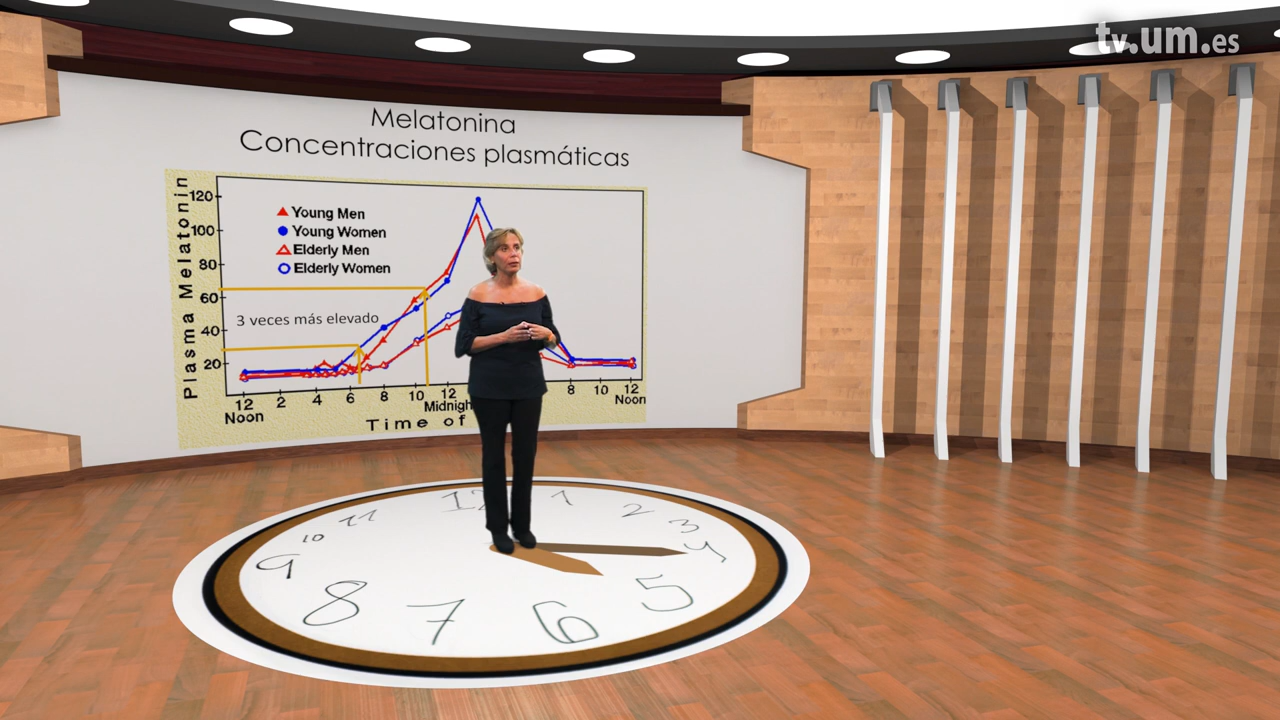 tv.um.es
Melatonina
Concentraciones plasmáticas
Plasma Melatonin
120
100
80
60
40
20
Young Men
Young Women
Elderly Men
Elderly Women
3 veces más elevado
12 2 4 6 8 10 12 8 10 12
Noon Noon
Time of
12 1 2 3 4 5 6 7 8 9 10 11